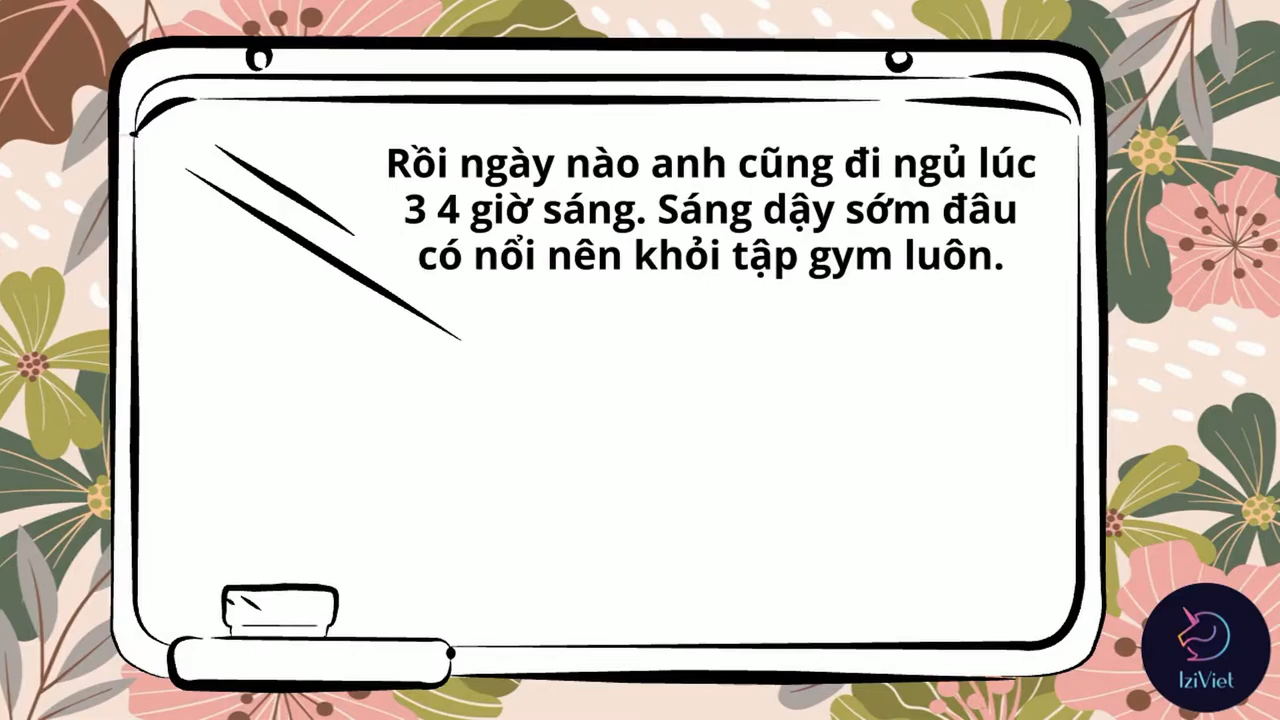 Rồi ngày nào anh cũng đi ngủ lúc
3 4 giờ sáng. Sáng dậy sớm đâu
có nổi nên khỏi tập gym luôn.
IziViet